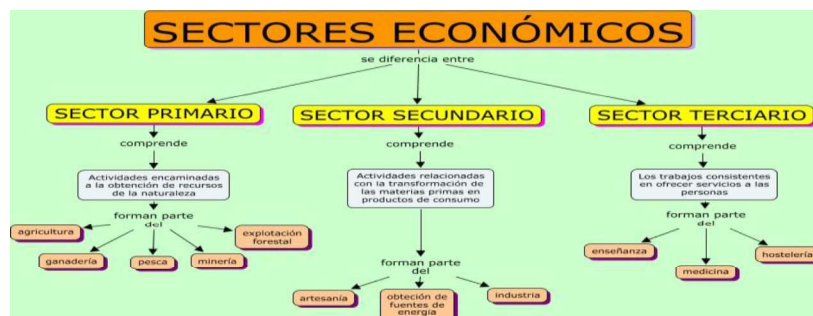 SECTORES ECONÓMICOS
se diferencia entre
SECTOR PRIMARIO
SECTOR SECUNDARIO
SECTOR TERCIARIO
comprende
comprende
comprende
Actividades encaminadas
a la obtención de recursos
de la naturaleza
Actividades relacionadas
con la transformación de
las materias primas en
productos de consumo
Los trabajos consistentes
en ofrecer servicios a las
personas
forman parte
del
agricultura
ganadería
pesca
minería
explotación
forestal
forman parte
del
artesanía
obteción de
fuentes de
energía
industria
forman parte
del
enseñanza
medicina
hostelería